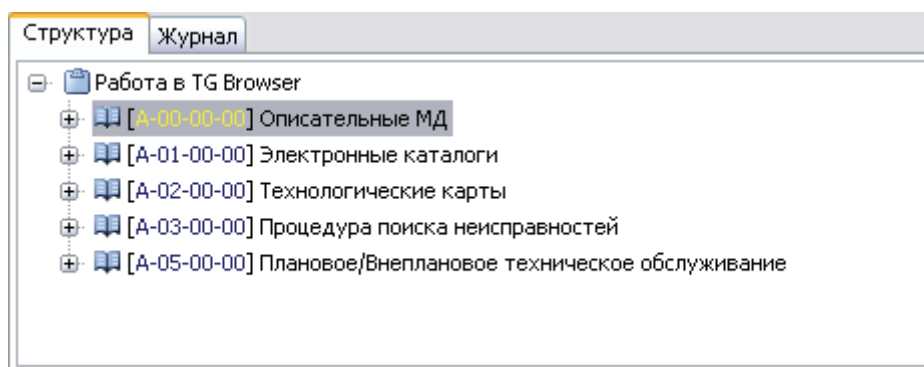 Структура Журнал
Работа в TG Browser
[A-00-00-00] Описательные МД
[A-01-00-00] Электронные каталоги
[A-02-00-00] Технологические карты
[A-03-00-00] Процедура поиска неисправностей
[A-05-00-00] Плановое/Внеплановое техническое обслуживание